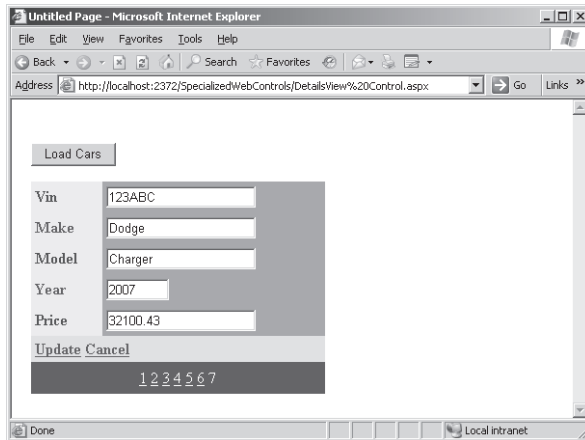 Untitled Page - Microsoft Internet Explorer
File Edit View Favorites Tools Help
Back Search Favorites
Address http://localhost:2372/SpecializedWebControls/DetailsView%20Control.aspx Go Links »
Load Cars
Vin 123ABC
Make Dodge
Model Charger
Year 2007
Price 32100.43
Update Cancel
1 2 3 4 5 6 7
Done Local intranet